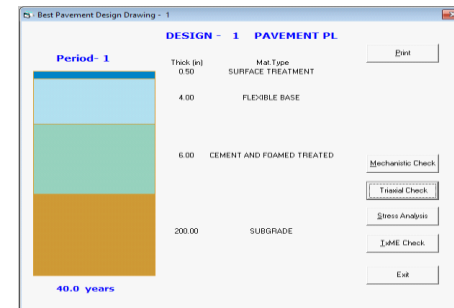 Best Pavement Design Drawing - 1
DESIGN - 1 PAVEMENT PL
Period- 1
Thick (in) Mat.Type
0.50 SURFACE TREATMENT
4.00 FLEXIBLE BASE
6.00 CEMENT AND FOAMED TREATED
200.00 SUBGRADE
40.0 years
Print
Mechanistic Check
Triaxial Check
Stress Analysis
TxME Check
Exit